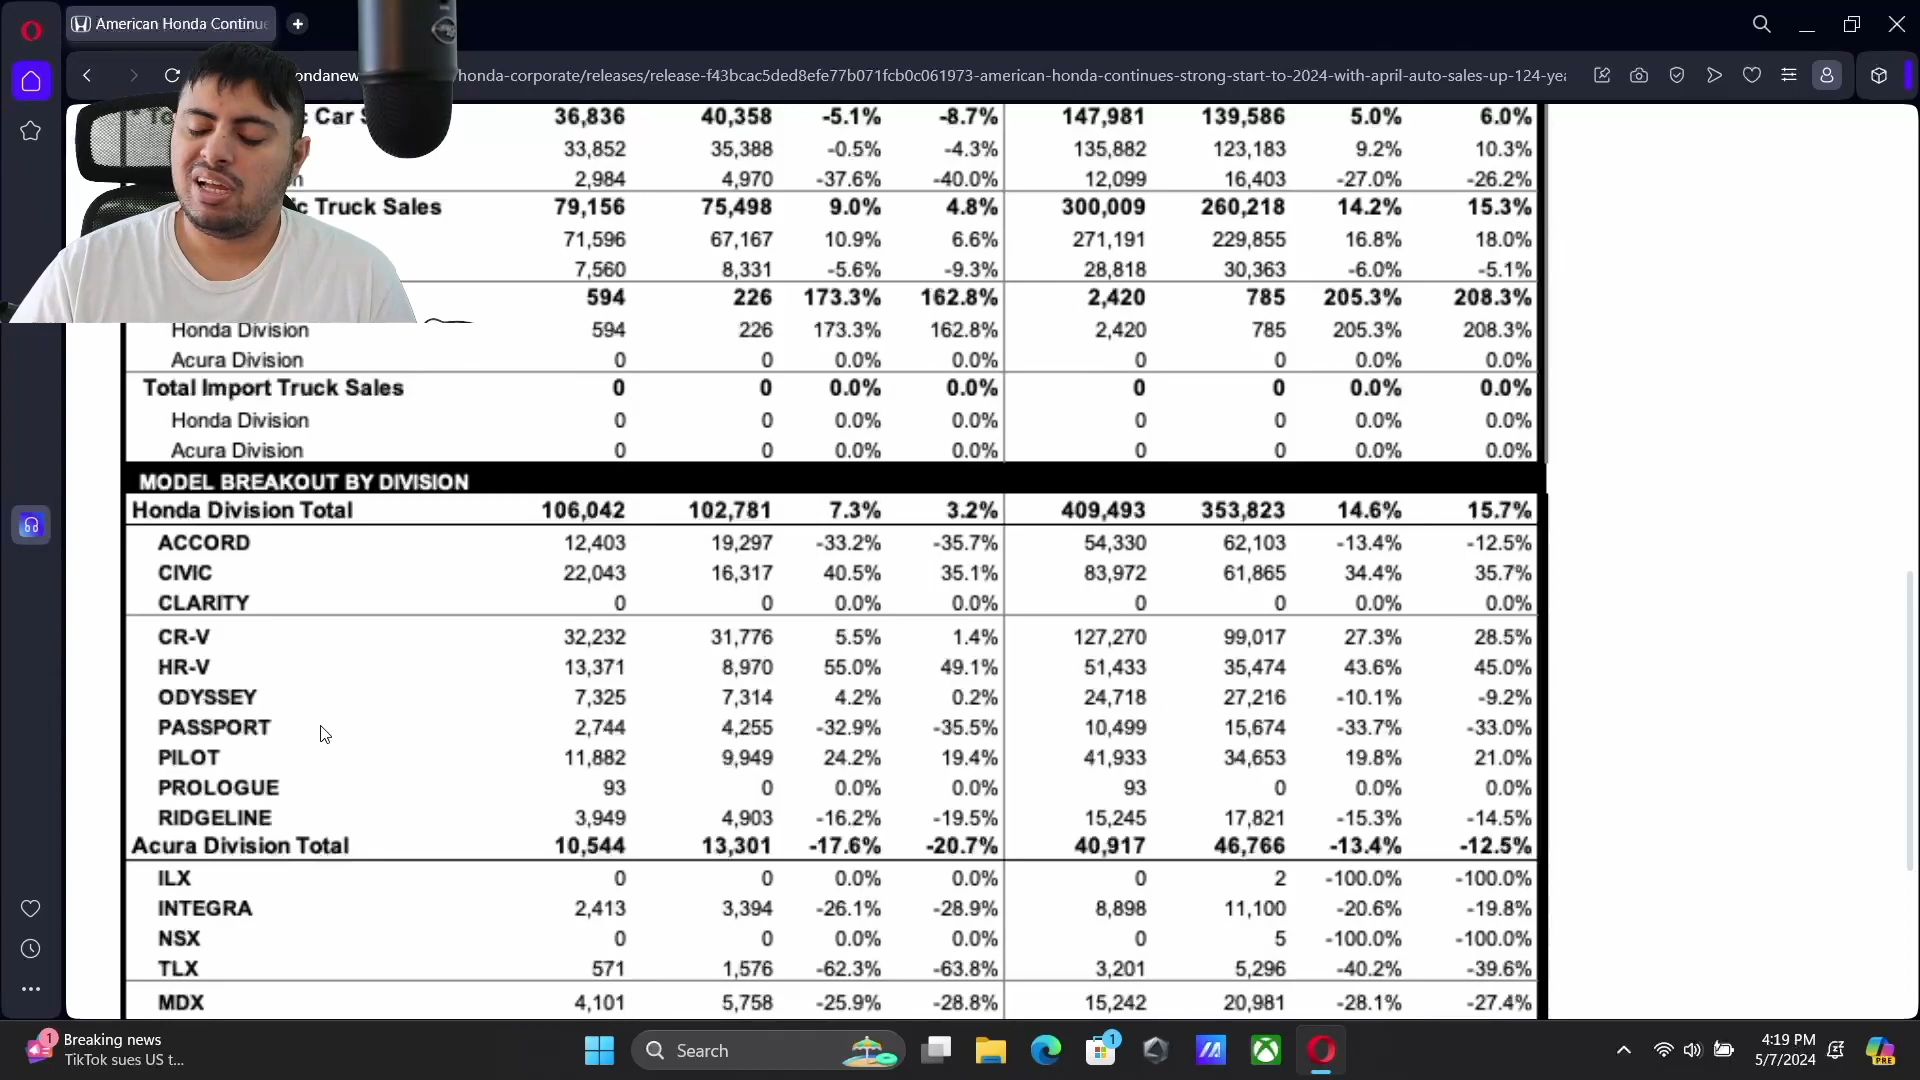 American Honda Continue
ondanew /honda-corporate/releases/release-f43bcac5ded8efe77b071fcb0c061973-american-honda-continues-strong-start-to-2024-with-april-auto-sales-up-124-yea
Car 36,836 40,358 -5.1% -8.7% 147,981 139,586 5.0% 6.0%
33,852 35,388 -0.5% -4.3% 135,882 123,183 9.2% 10.3%
2,984 4,970 -37.6% -40.0% 12,099 16,403 -27.0% -26.2%
ic Truck Sales 79,156 75,498 9.0% 4.8% 300,009 260,218 14.2% 15.3%
71,596 67,167 10.9% 6.6% 271,191 229,855 16.8% 18.0%
7,560 8,331 -5.6% -9.3% 28,818 30,363 -6.0% -5.1%
594 226 173.3% 162.8% 2,420 785 205.3% 208.3%
Honda Division 594 226 173.3% 162.8% 2,420 785 205.3% 208.3%
Acura Division 0 0 0.0% 0.0% 0 0 0.0% 0.0%
Total Import Truck Sales 0 0 0.0% 0.0% 0 0 0.0% 0.0%
Honda Division 0 0 0.0% 0.0% 0 0 0.0% 0.0%
Acura Division 0 0 0.0% 0.0% 0 0 0.0% 0.0%
MODEL BREAKOUT BY DIVISION
Honda Division Total 106,042 102,781 7.3% 3.2% 409,493 353,823 14.6% 15.7%
ACCORD 12,403 19,297 -33.2% -35.7% 54,330 62,103 -13.4% -12.5%
CIVIC 22,043 16,317 40.5% 35.1% 83,972 61,865 34.4% 35.7%
CLARITY 0 0 0.0% 0.0% 0 0 0.0% 0.0%
CR-V 32,232 31,776 5.5% 1.4% 127,270 99,017 27.3% 28.5%
HR-V 13,371 8,970 55.0% 49.1% 51,433 35,474 43.6% 45.0%
ODYSSEY 7,325 7,314 4.2% 0.2% 24,718 27,216 -10.1% -9.2%
PASSPORT 2,744 4,255 -32.9% -35.5% 10,499 15,674 -33.7% -33.0%
PILOT 11,882 9,949 24.2% 19.4% 41,933 34,653 19.8% 21.0%
PROLOGUE 93 0 0.0% 0.0% 93 0 0.0% 0.0%
RIDGELINE 3,949 4,903 -16.2% -19.5% 15,245 17,821 -15.3% -14.5%
Acura Division Total 10,544 13,301 -17.6% -20.7% 40,917 46,766 -13.4% -12.5%
ILX 0 0 0.0% 0.0% 0 2 -100.0% -100.0%
INTEGRA 2,413 3,394 -26.1% -28.9% 8,898 11,100 -20.6% -19.8%
NSX 0 0 0.0% 0.0% 0 5 -100.0% -100.0%
TLX 571 1,576 -62.3% -63.8% 3,201 5,296 -40.2% -39.6%
MDX 4,101 5,758 -25.9% -28.8% 15,242 20,981 -28.1% -27.4%
1
Breaking news
TikTok sues US t...
Search
1
4:19 PM
5/7/2024
PRE